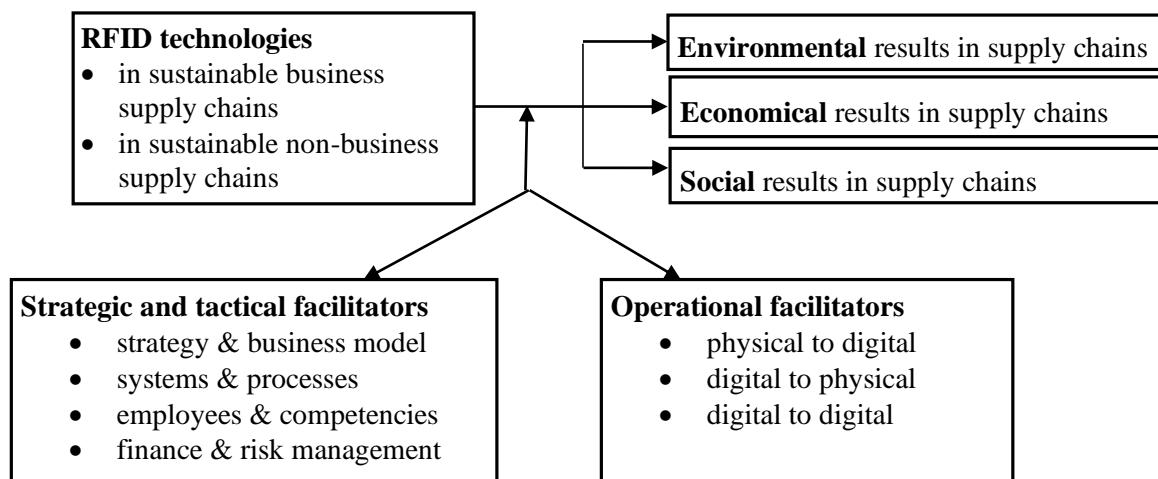 RFID technologies
• in sustainable business
supply chains
• in sustainable non-business
supply chains
Environmental results in supply chains
Economical results in supply chains
Social results in supply chains
Strategic and tactical facilitators
• strategy & business model
• systems & processes
• employees & competencies
• finance & risk management
Operational facilitators
• physical to digital
• digital to physical
• digital to digital